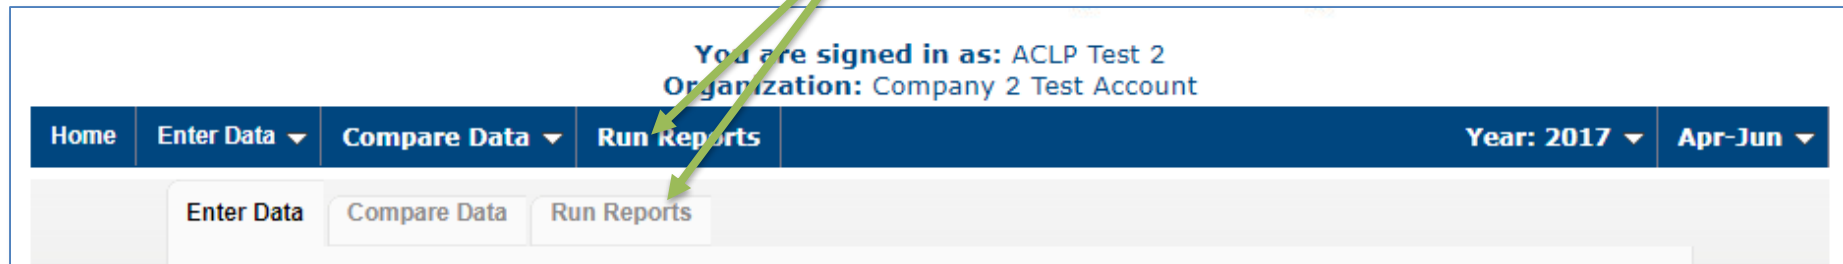 You are signed in as: ACLP Test 2
Organization: Company 2 Test Account
Home Enter Data Compare Data Run Reports Year: 2017 Apr-Jun
Enter Data Compare Data Run Reports